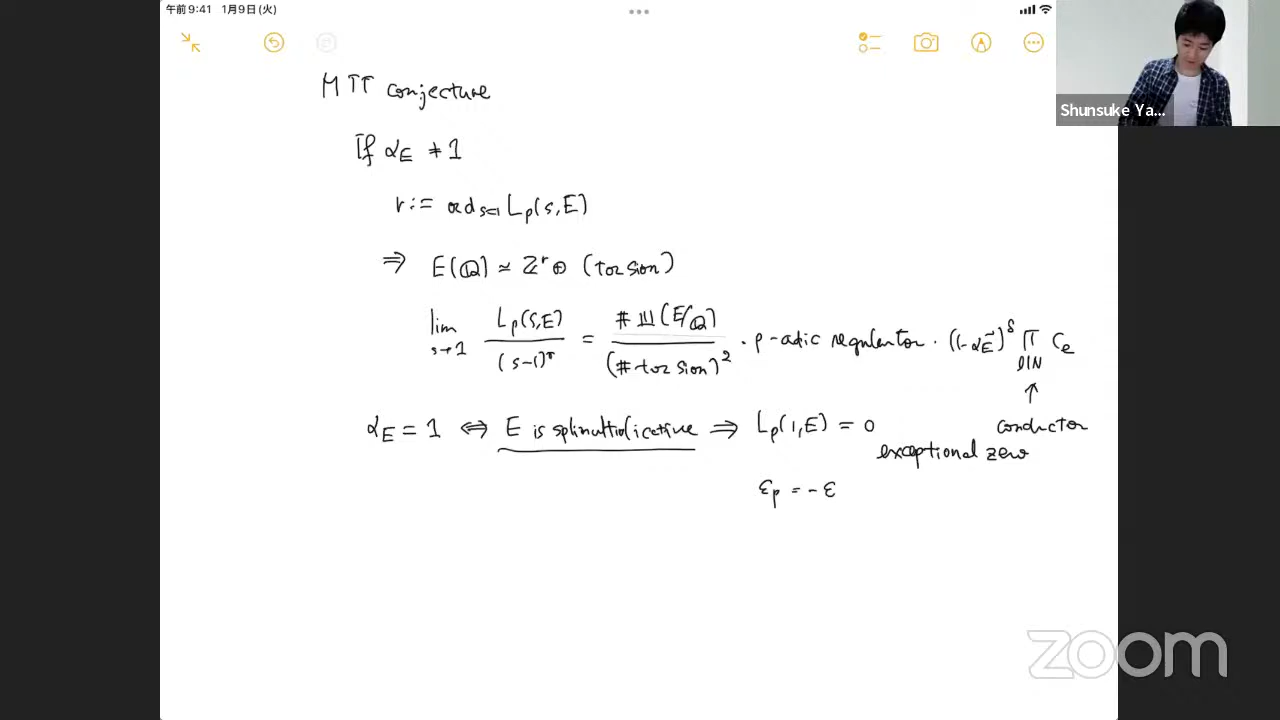 午前9:41 1月9日(火)
MTT conjecture
If α_E ≠ 1
r := ord_{s=1} L_p(s,E)
⇒ E(ℚ) ≃ ℤ^r ⊕ (torsion)
lim_{s→1} L_p(s,E) / (s-1)^r = #Ш(E/ℚ) / (#torsion)^2 · p-adic regulator · (1-α_E^{-1})^δ ∏_{ℓ|N} C_ℓ
↑
conductor
α_E = 1 ⇔ E is splimultiplicative ⇒ L_p(1,E) = 0
exceptional zero
ε_p = -ε
Shunsuke Ya...
zoom